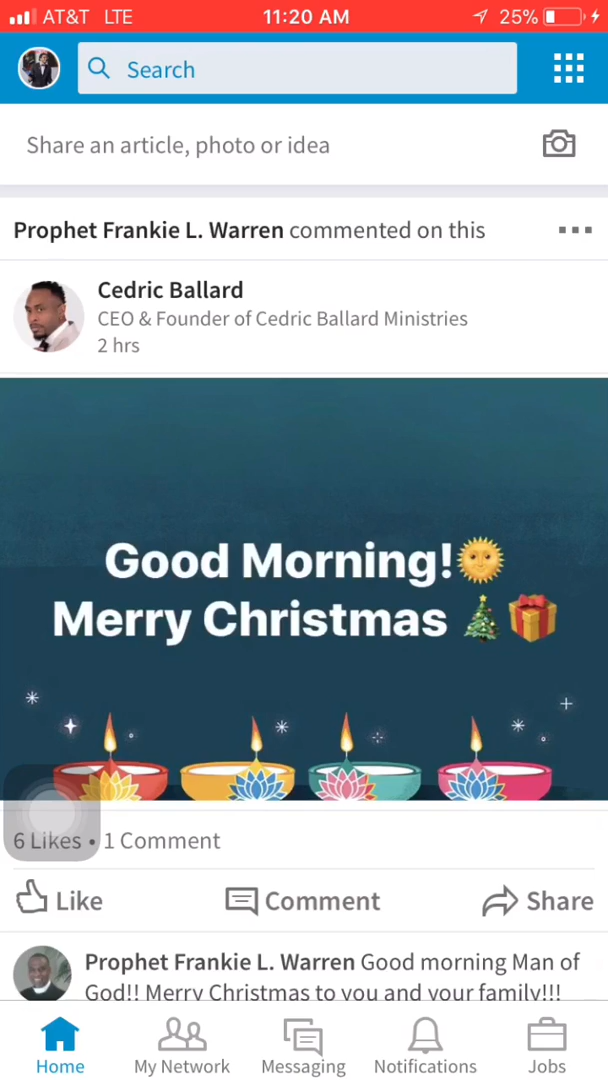 AT&T LTE 11:20 AM 25%
Search
Share an article, photo or idea
Prophet Frankie L. Warren commented on this
Cedric Ballard
CEO & Founder of Cedric Ballard Ministries
2 hrs
Good Morning!🌞
Merry Christmas 🎄🎁
6 Likes • 1 Comment
Like Comment Share
Prophet Frankie L. Warren Good morning Man of
God!! Merry Christmas to you and your family!!!
Home My Network Messaging Notifications Jobs